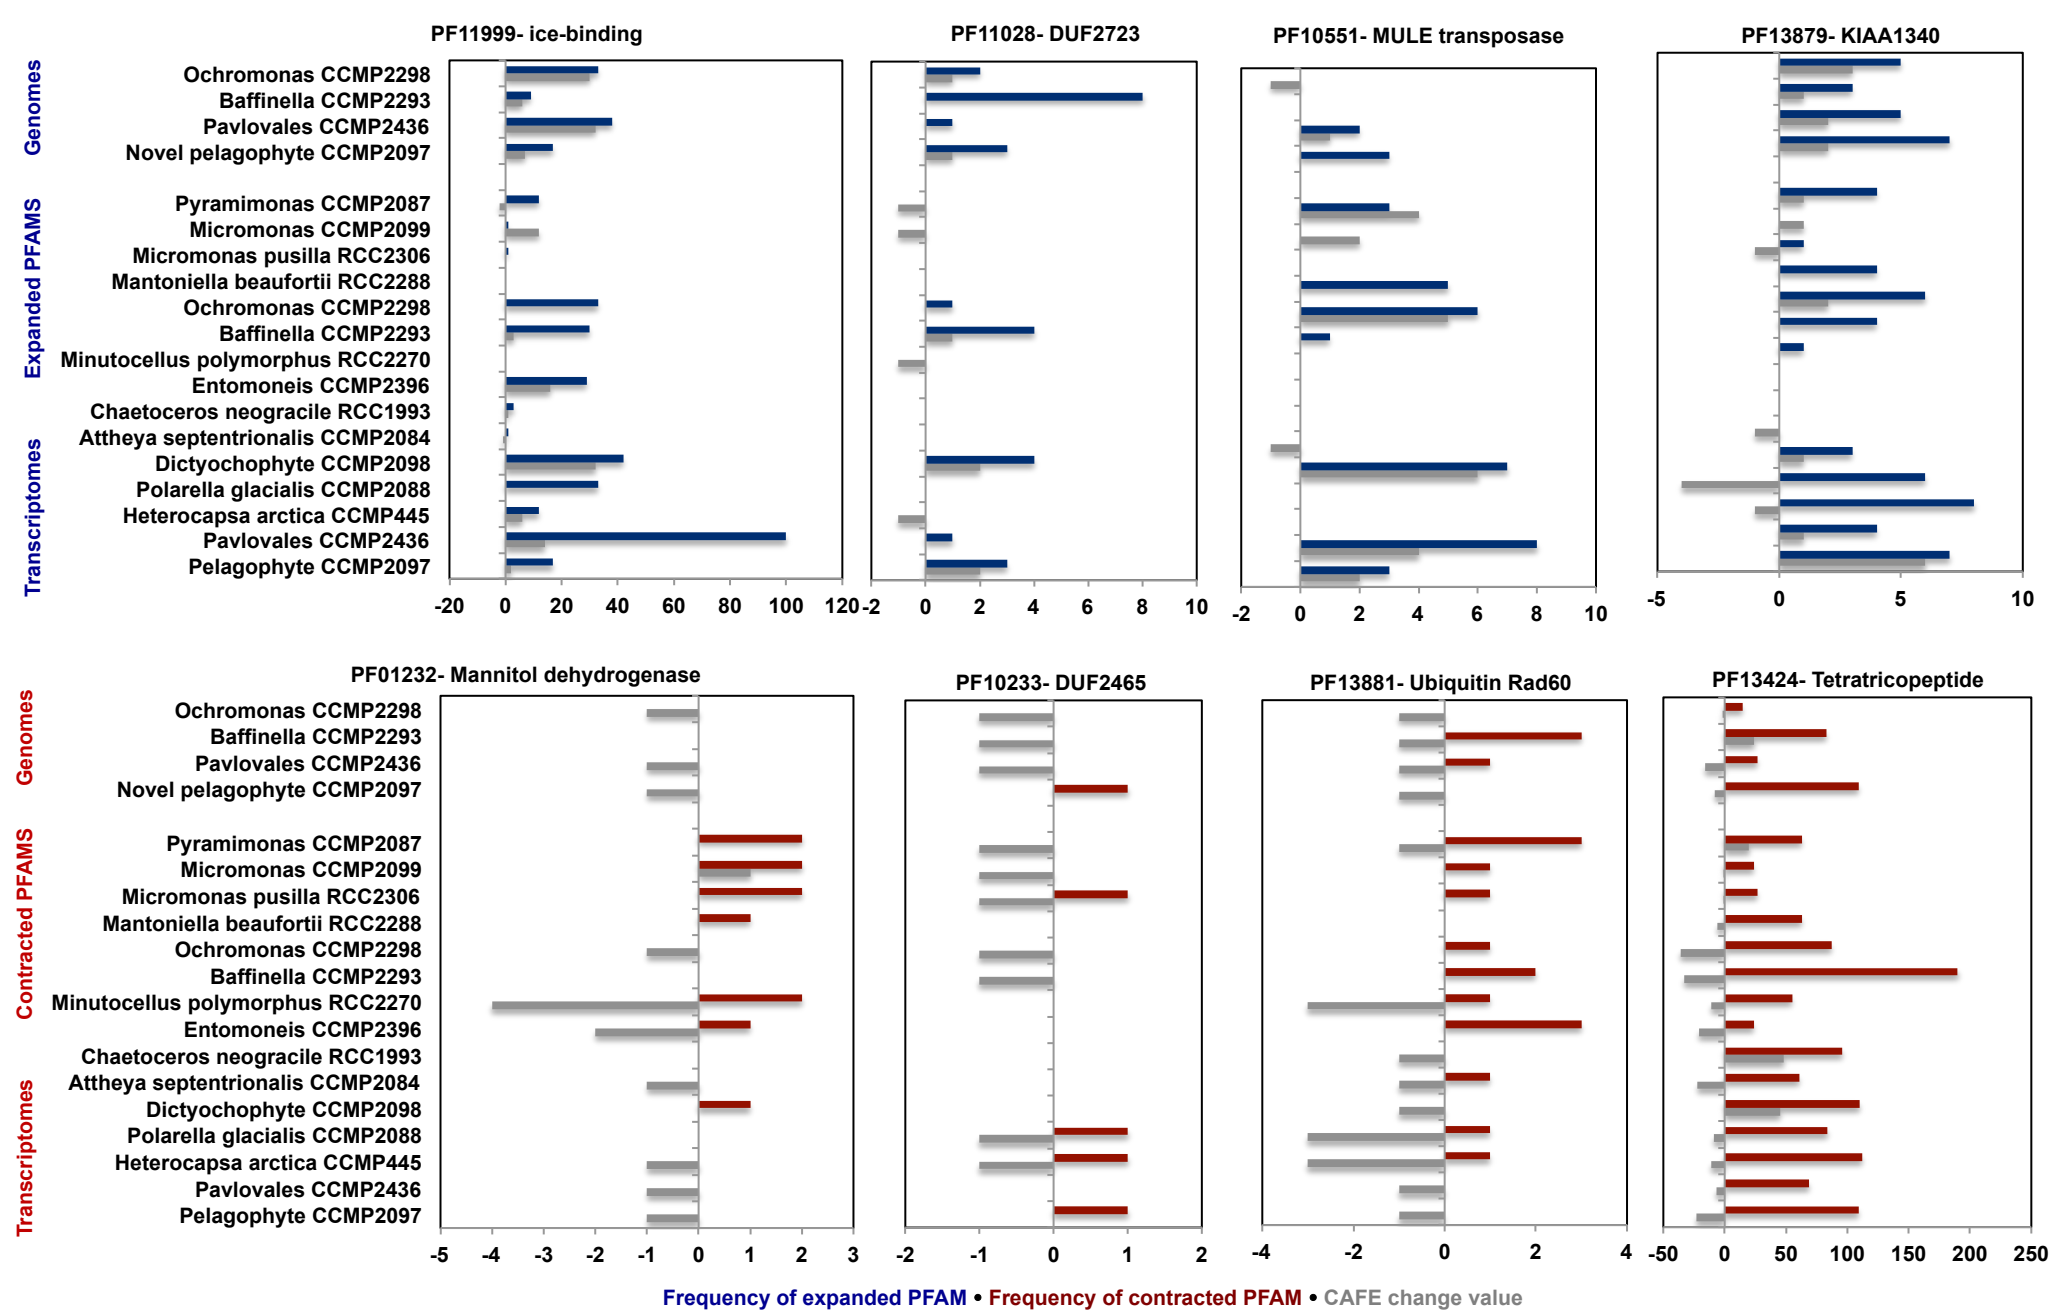 PF11999- ice-binding
PF11028- DUF2723
PF10551- MULE transposase
PF13879- KIAA1340
Genomes
Expanded PFAMS
Transcriptomes
Ochromonas CCMP2298
Baffinella CCMP2293
Pavlovales CCMP2436
Novel pelagophyte CCMP2097
Pyramimonas CCMP2087
Micromonas CCMP2099
Micromonas pusilla RCC2306
Mantoniella beaufortii RCC2288
Ochromonas CCMP2298
Baffinella CCMP2293
Minutocellus polymorphus RCC2270
Entomoneis CCMP2396
Chaetoceros neogracile RCC1993
Attheya septentrionalis CCMP2084
Dictyochophyte CCMP2098
Polarella glacialis CCMP2088
Heterocapsa arctica CCMP445
Pavlovales CCMP2436
Pelagophyte CCMP2097
-20 0 20 40 60 80 100 120
-2 0 2 4 6 8 10
-2 0 2 4 6 8 10
-5 0 5 10
PF01232- Mannitol dehydrogenase
PF10233- DUF2465
PF13881- Ubiquitin Rad60
PF13424- Tetratricopeptide
Genomes
Contracted PFAMS
Transcriptomes
Ochromonas CCMP2298
Baffinella CCMP2293
Pavlovales CCMP2436
Novel pelagophyte CCMP2097
Pyramimonas CCMP2087
Micromonas CCMP2099
Micromonas pusilla RCC2306
Mantoniella beaufortii RCC2288
Ochromonas CCMP2298
Baffinella CCMP2293
Minutocellus polymorphus RCC2270
Entomoneis CCMP2396
Chaetoceros neogracile RCC1993
Attheya septentrionalis CCMP2084
Dictyochophyte CCMP2098
Polarella glacialis CCMP2088
Heterocapsa arctica CCMP445
Pavlovales CCMP2436
Pelagophyte CCMP2097
-5 -4 -3 -2 -1 0 1 2 3
-2 -1 0 1 2
-4 -2 0 2 4
-50 0 50 100 150 200 250
Frequency of expanded PFAM • Frequency of contracted PFAM • CAFE change value